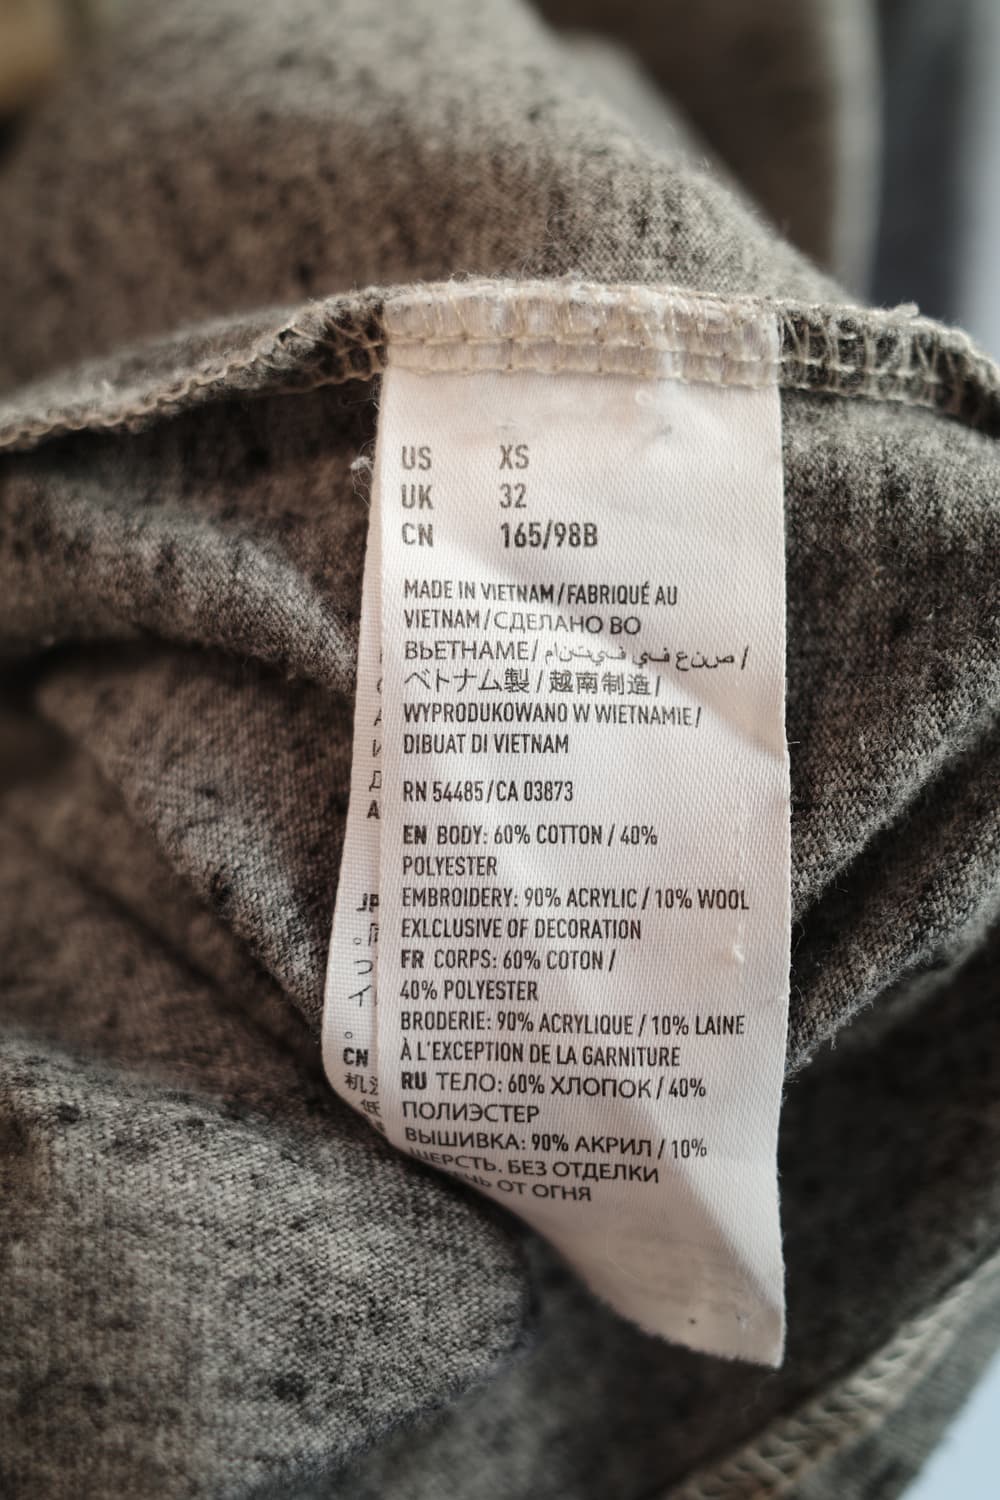 US XS
UK 32
CN 165/98B
MADE IN VIETNAM/FABRIQUÉ AU
VIETNAM/СДЕЛАНО ВО
ВЬЕТНАМЕ/ صنع في فيتنام/
ベトナム製/越南制造/
WYPRODUKOWANO W WIETNAMIE/
DIBUAT DI VIETNAM
RN 54485/CA 03873
EN BODY: 60% COTTON / 40%
POLYESTER
EMBROIDERY: 90% ACRYLIC / 10% WOOL
EXLCLUSIVE OF DECORATION
FR CORPS: 60% COTON /
40% POLYESTER
BRODERIE: 90% ACRYLIQUE / 10% LAINE
À L'EXCEPTION DE LA GARNITURE
RU ТЕЛО: 60% ХЛОПОК / 40%
ПОЛИЭСТЕР
ВЫШИВКА: 90% АКРИЛ / 10%
ШЕРСТЬ. БЕЗ ОТДЕЛКИ
ОТ ОГНЯ
JP
CN